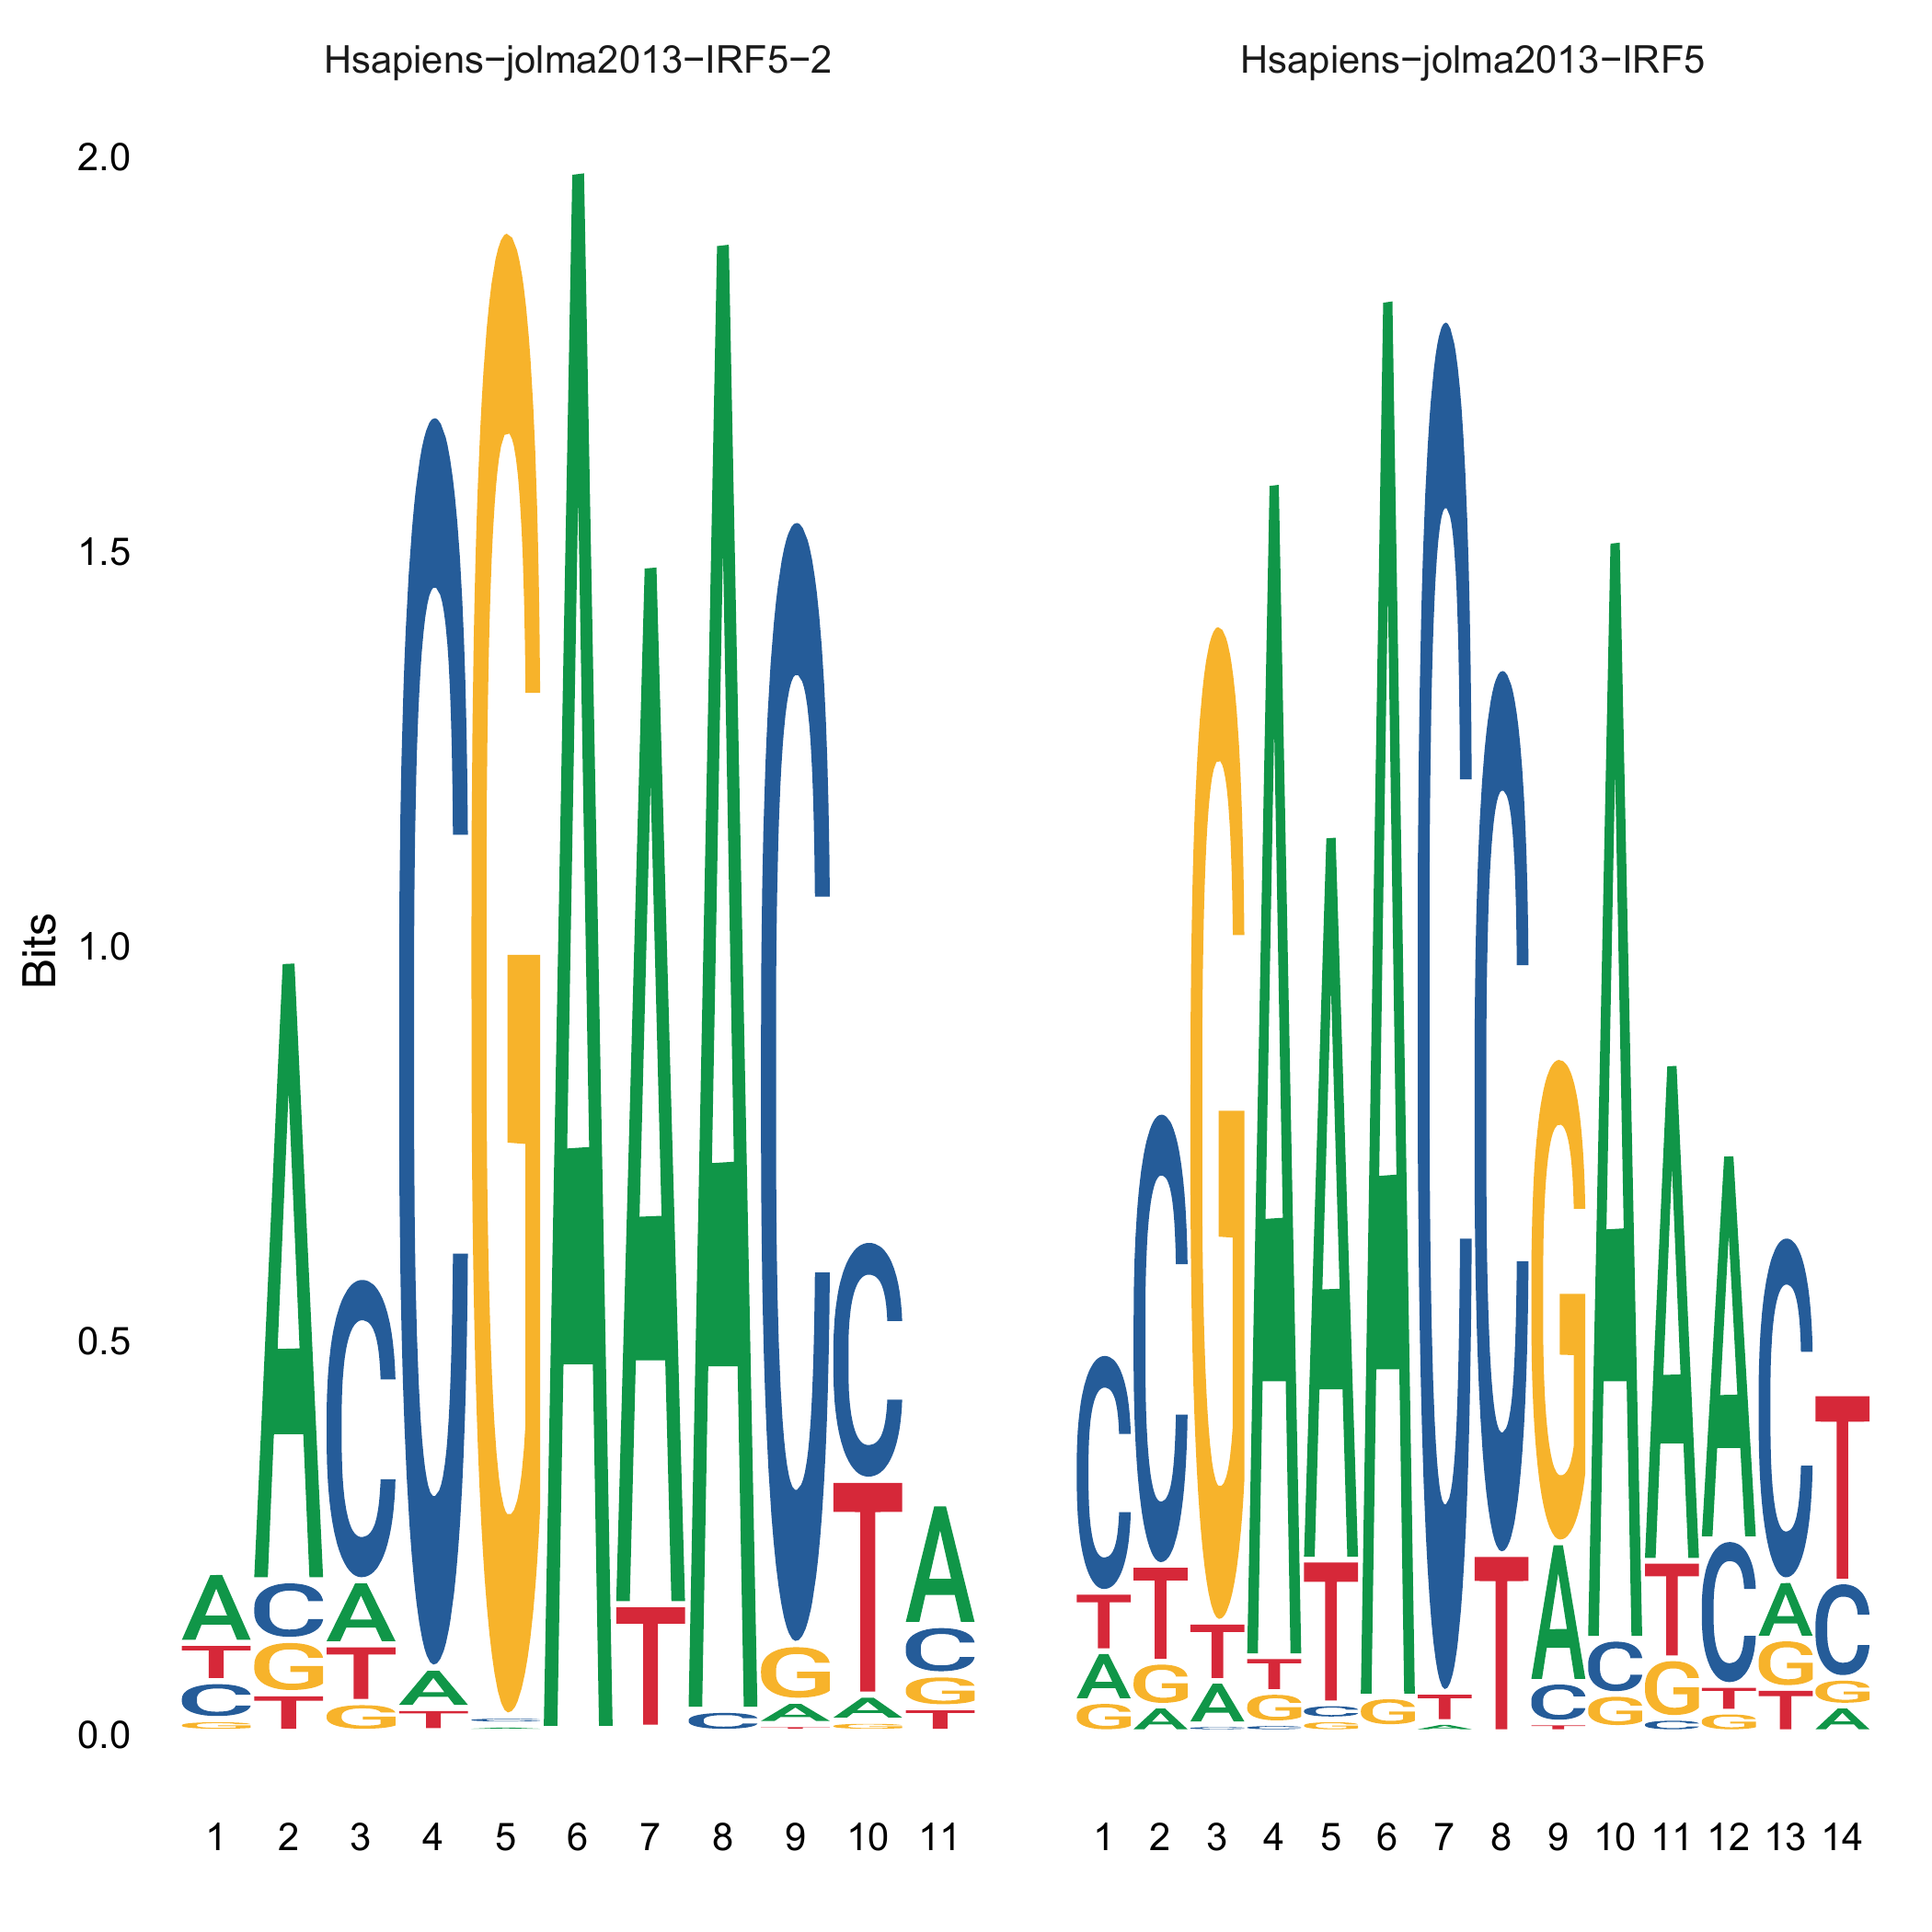 Hsapiens−jolma2013−IRF5−2
Hsapiens−jolma2013−IRF5
2.0
1.5
1.0
0.5
0.0
Bits
A T C G
A C G T
C A T G
C A T
G C A
A
A T
A C
C G A T
C T A G
A C G T
C T A G
C T G A
G T A C
A T G C
A T C G
A G
C T A
C T
G A C T
A C G
A T G C
A C T G
C A G T
T C G A
1 2 3 4 5 6 7 8 9 10 11
1 2 3 4 5 6 7 8 9 10 11 12 13 14